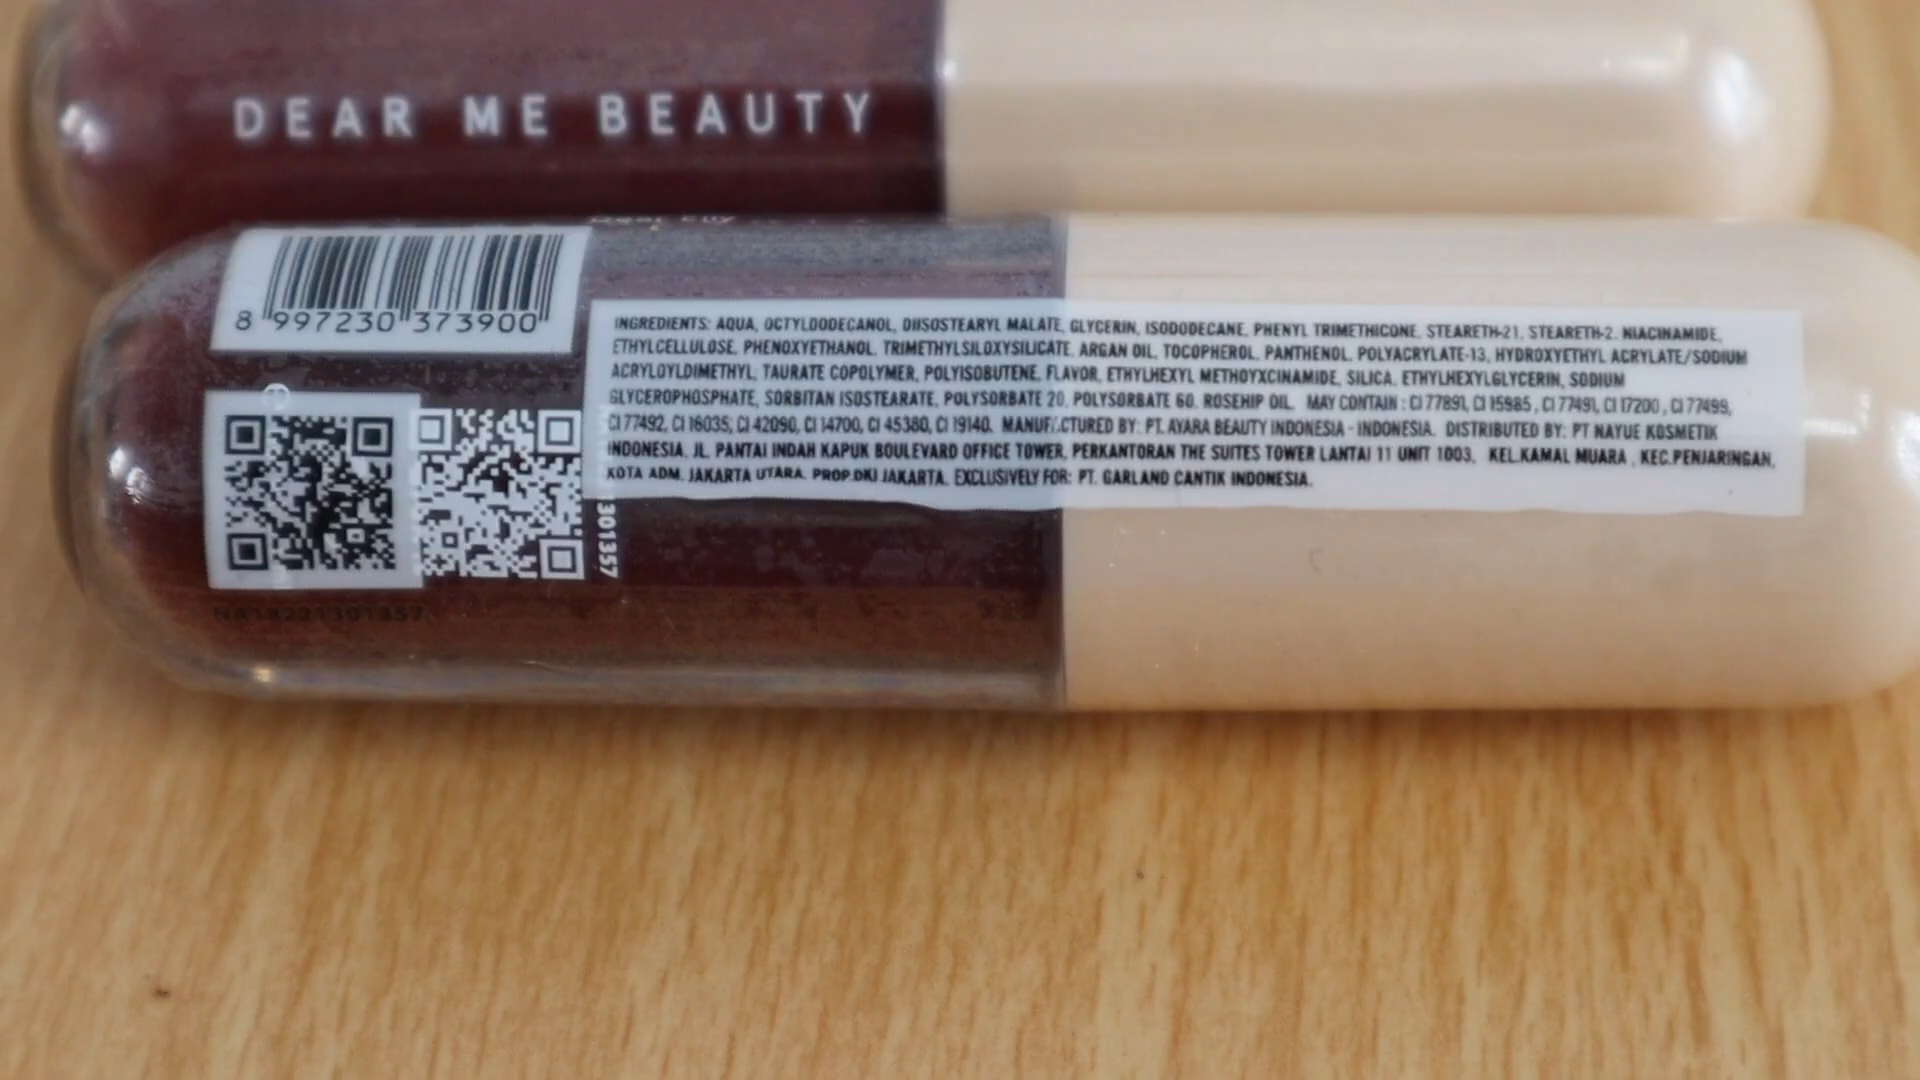 DEAR ME BEAUTY
8 997230 373900
INGREDIENTS: AQUA, OCTYLDODECANOL, DIISOSTEARYL MALATE, GLYCERIN, ISODODECANE, PHENYL TRIMETHICONE, STEARETH-21, STEARETH-2. NIACINAMIDE,
ETHYLCELLULOSE, PHENOXYETHANOL, TRIMETHYLSILOXYSILICATE, ARGAN OIL, TOCOPHEROL, PANTHENOL, POLYACRYLATE-13, HYDROXYETHYL ACRYLATE/SODIUM
ACRYLOYLDIMETHYL, TAURATE COPOLYMER, POLYISOBUTENE, FLAVOR, ETHYLHEXYL METHOYXCINAMIDE, SILICA, ETHYLHEXYLGLYCERIN, SODIUM
GLYCEROPHOSPHATE, SORBITAN ISOSTEARATE, POLYSORBATE 20, POLYSORBATE 60. ROSEHIP OIL. MAY CONTAIN : CI 77891, CI 15985 , CI 77491, CI 17200 , CI 77499,
CI 77492, CI 16035, CI 42090, CI 14700, CI 45380, CI 19140. MANUFACTURED BY: PT. AYARA BEAUTY INDONESIA - INDONESIA. DISTRIBUTED BY: PT NAYUE KOSMETIK
INDONESIA. JL. PANTAI INDAH KAPUK BOULEVARD OFFICE TOWER, PERKANTORAN THE SUITES TOWER LANTAI 11 UNIT 1003, KEL.KAMAL MUARA , KEC.PENJARINGAN,
KOTA ADM. JAKARTA UTARA. PROP.DKI JAKARTA. EXCLUSIVELY FOR: PT. GARLAND CANTIK INDONESIA.
301357
NA18221301357